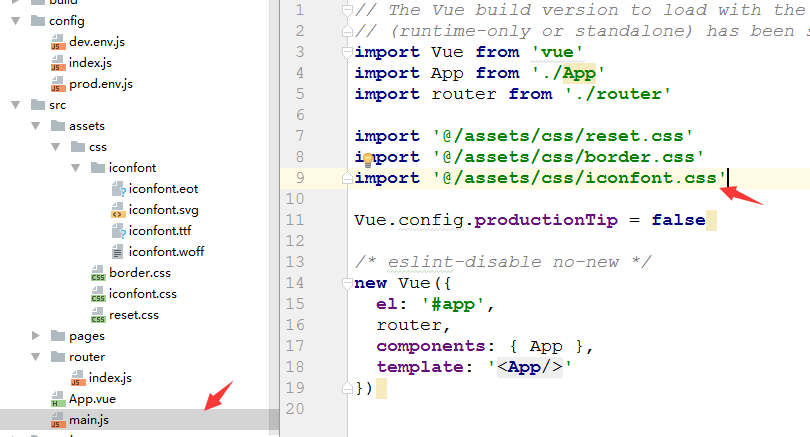 build
config
dev.env.js
index.js
prod.env.js
src
assets
css
iconfont
iconfont.eot
iconfont.svg
iconfont.ttf
iconfont.woff
border.css
iconfont.css
reset.css
pages
router
index.js
App.vue
main.js
1 // The Vue build version to load with the
2 // (runtime-only or standalone) has been s
3 import Vue from 'vue'
4 import App from './App'
5 import router from './router'
6
7 import '@/assets/css/reset.css'
8 import '@/assets/css/border.css'
9 import '@/assets/css/iconfont.css'
10
11 Vue.config.productionTip = false
12
13 /* eslint-disable no-new */
14 new Vue({
15 el: '#app',
16 router,
17 components: { App },
18 template: '<App/>'
19 })
20